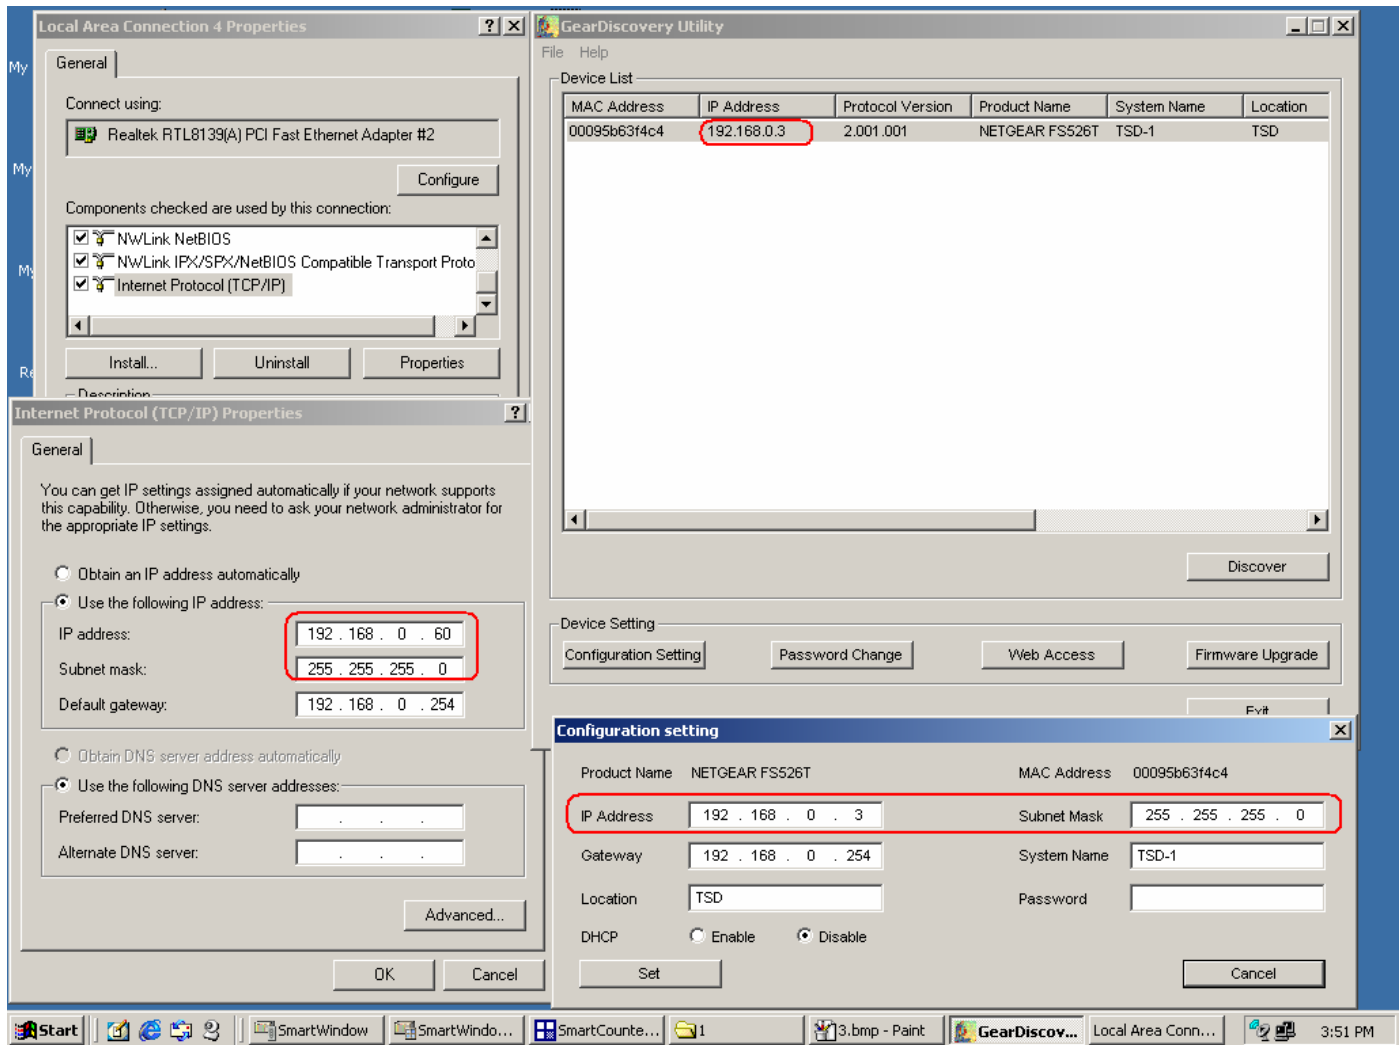 Local Area Connection 4 Properties
General
Connect using:
Realtek RTL8139(A) PCI Fast Ethernet Adapter #2
Configure
Components checked are used by this connection:
NWLink NetBIOS
NWLink IPX/SPX/NetBIOS Compatible Transport Proto
Internet Protocol (TCP/IP)
Install... Uninstall Properties
Description
My
My
My
Re
GearDiscovery Utility
File Help
Device List
MAC Address IP Address Protocol Version Product Name System Name Location
00095b63f4c4 192.168.0.3 2.001.001 NETGEAR FS526T TSD-1 TSD
Discover
Device Setting
Configuration Setting Password Change Web Access Firmware Upgrade
Exit
Internet Protocol (TCP/IP) Properties
General
You can get IP settings assigned automatically if your network supports
this capability. Otherwise, you need to ask your network administrator for
the appropriate IP settings.
Obtain an IP address automatically
Use the following IP address:
IP address: 192 . 168 . 0 . 60
Subnet mask: 255 . 255 . 255 . 0
Default gateway: 192 . 168 . 0 . 254
Obtain DNS server address automatically
Use the following DNS server addresses:
Preferred DNS server: . . .
Alternate DNS server: . . .
Advanced...
OK Cancel
Configuration setting
Product Name NETGEAR FS526T MAC Address 00095b63f4c4
IP Address 192 . 168 . 0 . 3 Subnet Mask 255 . 255 . 255 . 0
Gateway 192 . 168 . 0 . 254 System Name TSD-1
Location TSD Password
DHCP Enable Disable
Set Cancel
Start SmartWindow SmartWindo... SmartCounte... 1 3.bmp - Paint GearDiscov... Local Area Conn... 3:51 PM